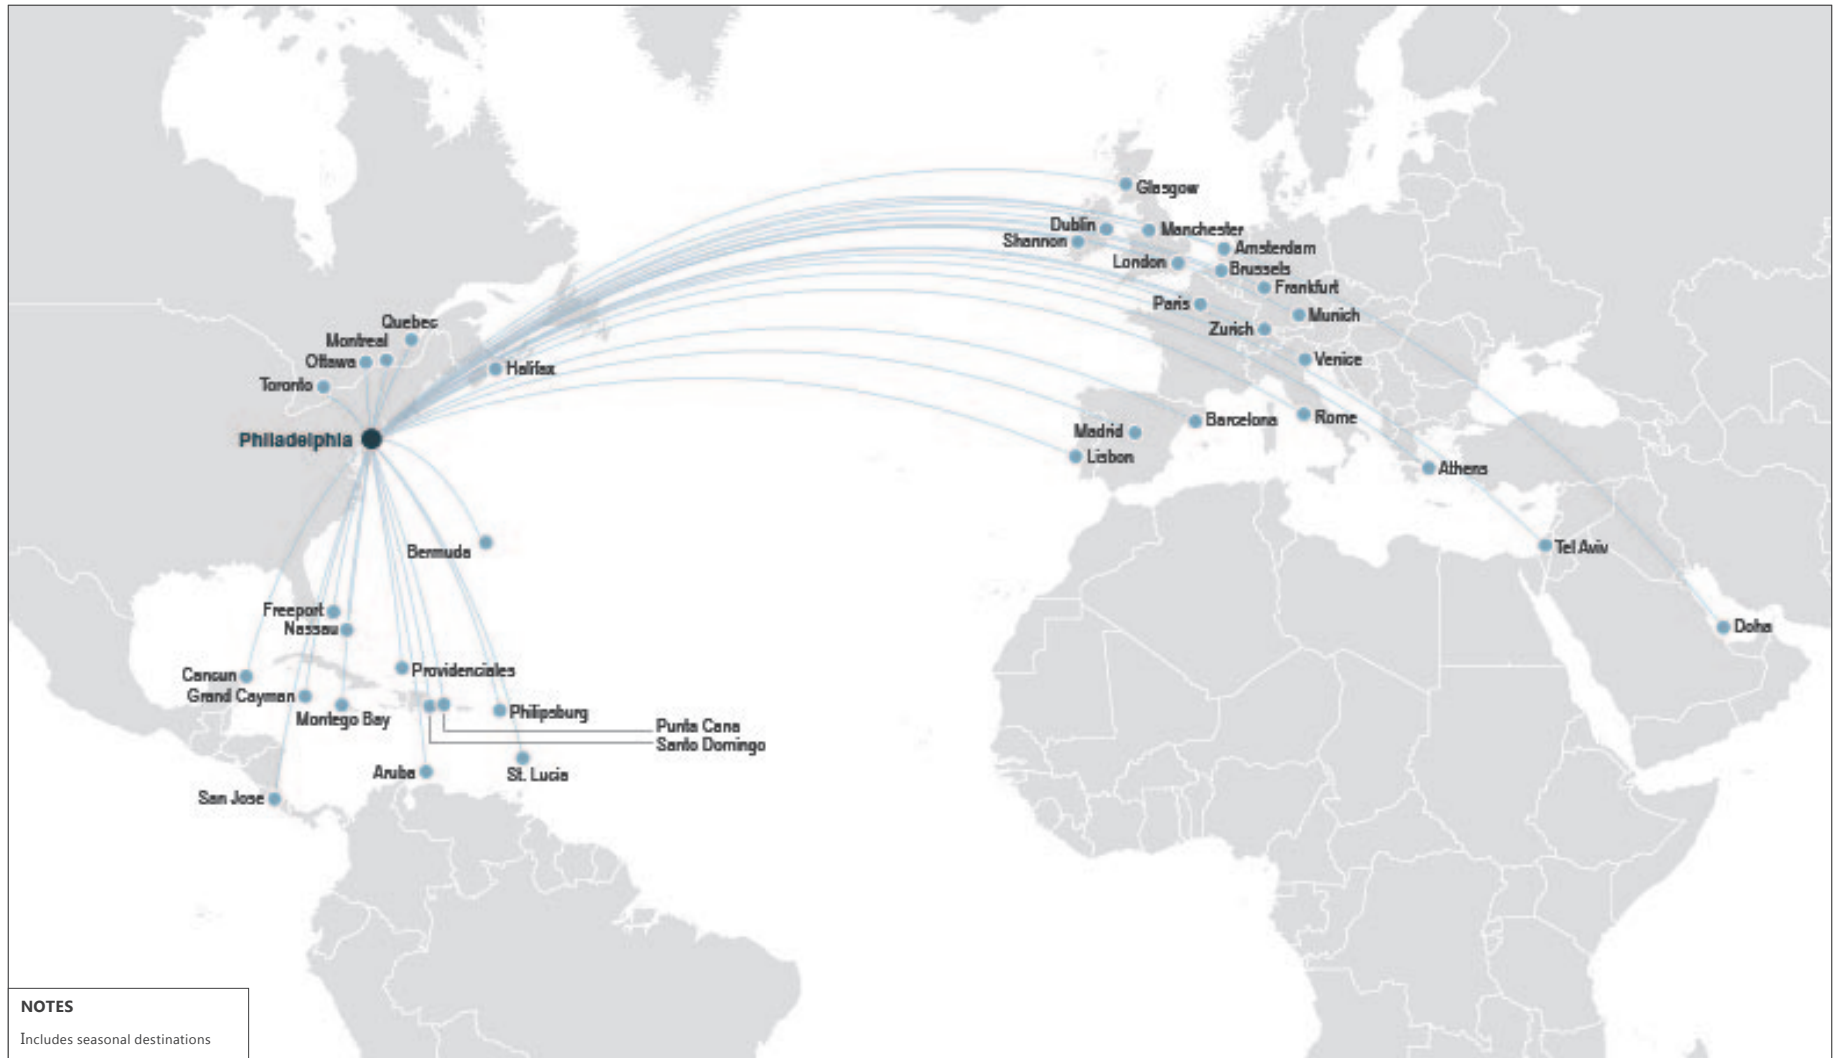 Glasgow
Dublin
Manchester
Shannon
Amsterdam
London
Brussels
Frankfurt
Paris
Munich
Zurich
Quebec
Montreal
Ottawa
Halifax
Venice
Toronto
Barcelona
Rome
Madrid
Philadelphia
Lisbon
Athens
Bermuda
Tel Aviv
Freeport
Nassau
Doha
Cancun
Providenciales
Grand Cayman
Montego Bay
Philipsburg
Punta Cana
Santo Domingo
Aruba
St. Lucia
San Jose
NOTES
Includes seasonal destinations